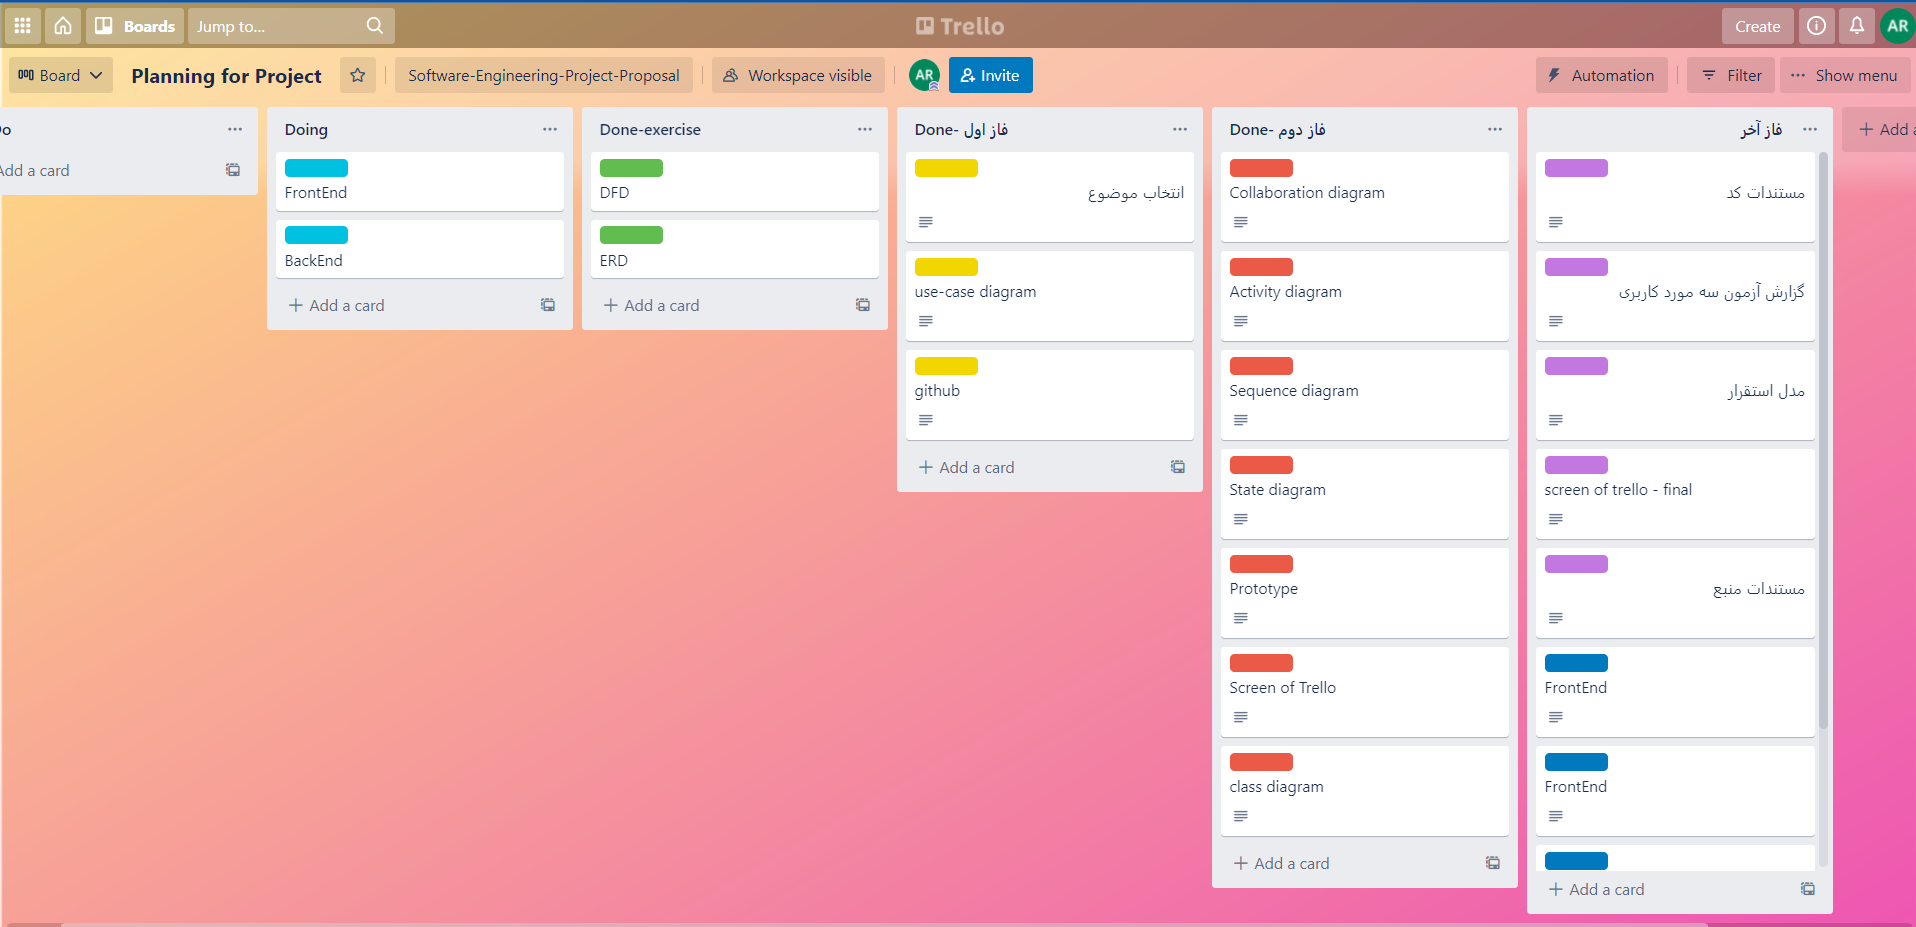 Boards
Jump to...
Trello
Create
AR
Board
Planning for Project
Software-Engineering-Project-Proposal
Workspace visible
AR
Invite
Automation
Filter
Show menu
o
Add a card
Doing
FrontEnd
BackEnd
Add a card
Done-exercise
DFD
ERD
Add a card
Done- فاز اول
انتخاب موضوع
use-case diagram
github
Add a card
Done- فاز دوم
Collaboration diagram
Activity diagram
Sequence diagram
State diagram
Prototype
Screen of Trello
class diagram
Add a card
فاز آخر
مستندات کد
گزارش آزمون سه مورد کاربری
مدل استقرار
screen of trello - final
مستندات منبع
FrontEnd
FrontEnd
Add a card
Add